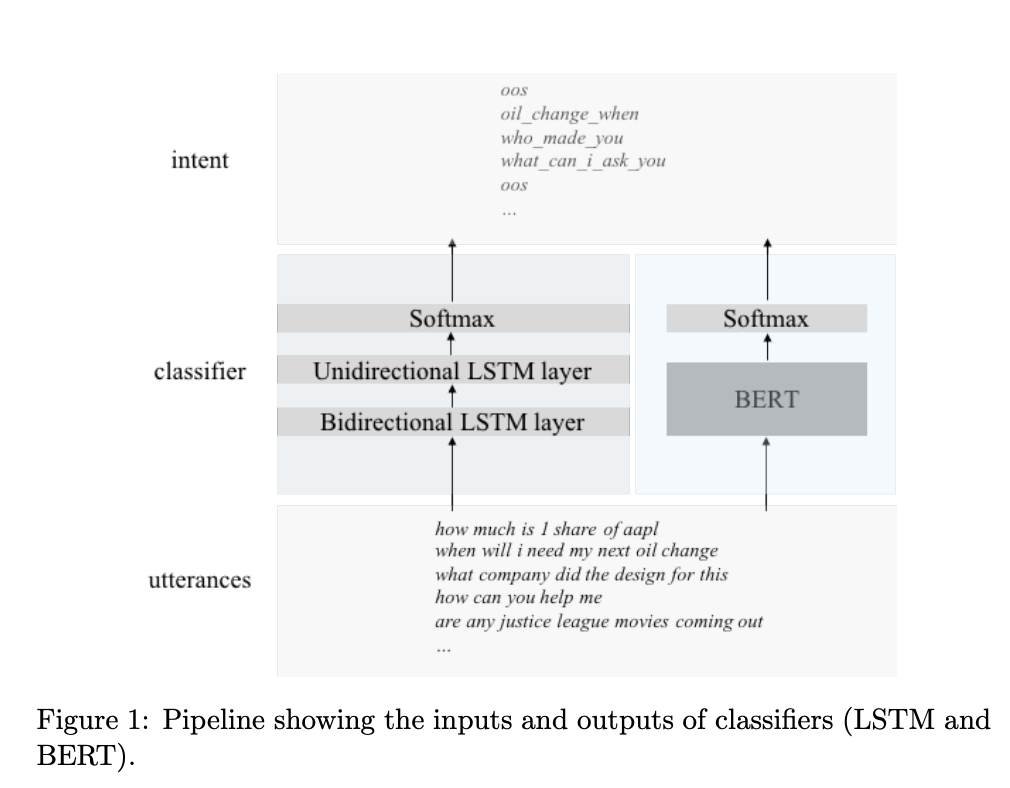 oos
oil_change_when
who_made_you
intent
what_can_i_ask_you
oos
...
Softmax
Softmax
classifier
Unidirectional LSTM layer
BERT
Bidirectional LSTM layer
how much is 1 share of aapl
when will i need my next oil change
what company did the design for this
utterances
how can you help me
are any justice league movies coming out
...
Figure 1: Pipeline showing the inputs and outputs of classifiers (LSTM and
BERT).